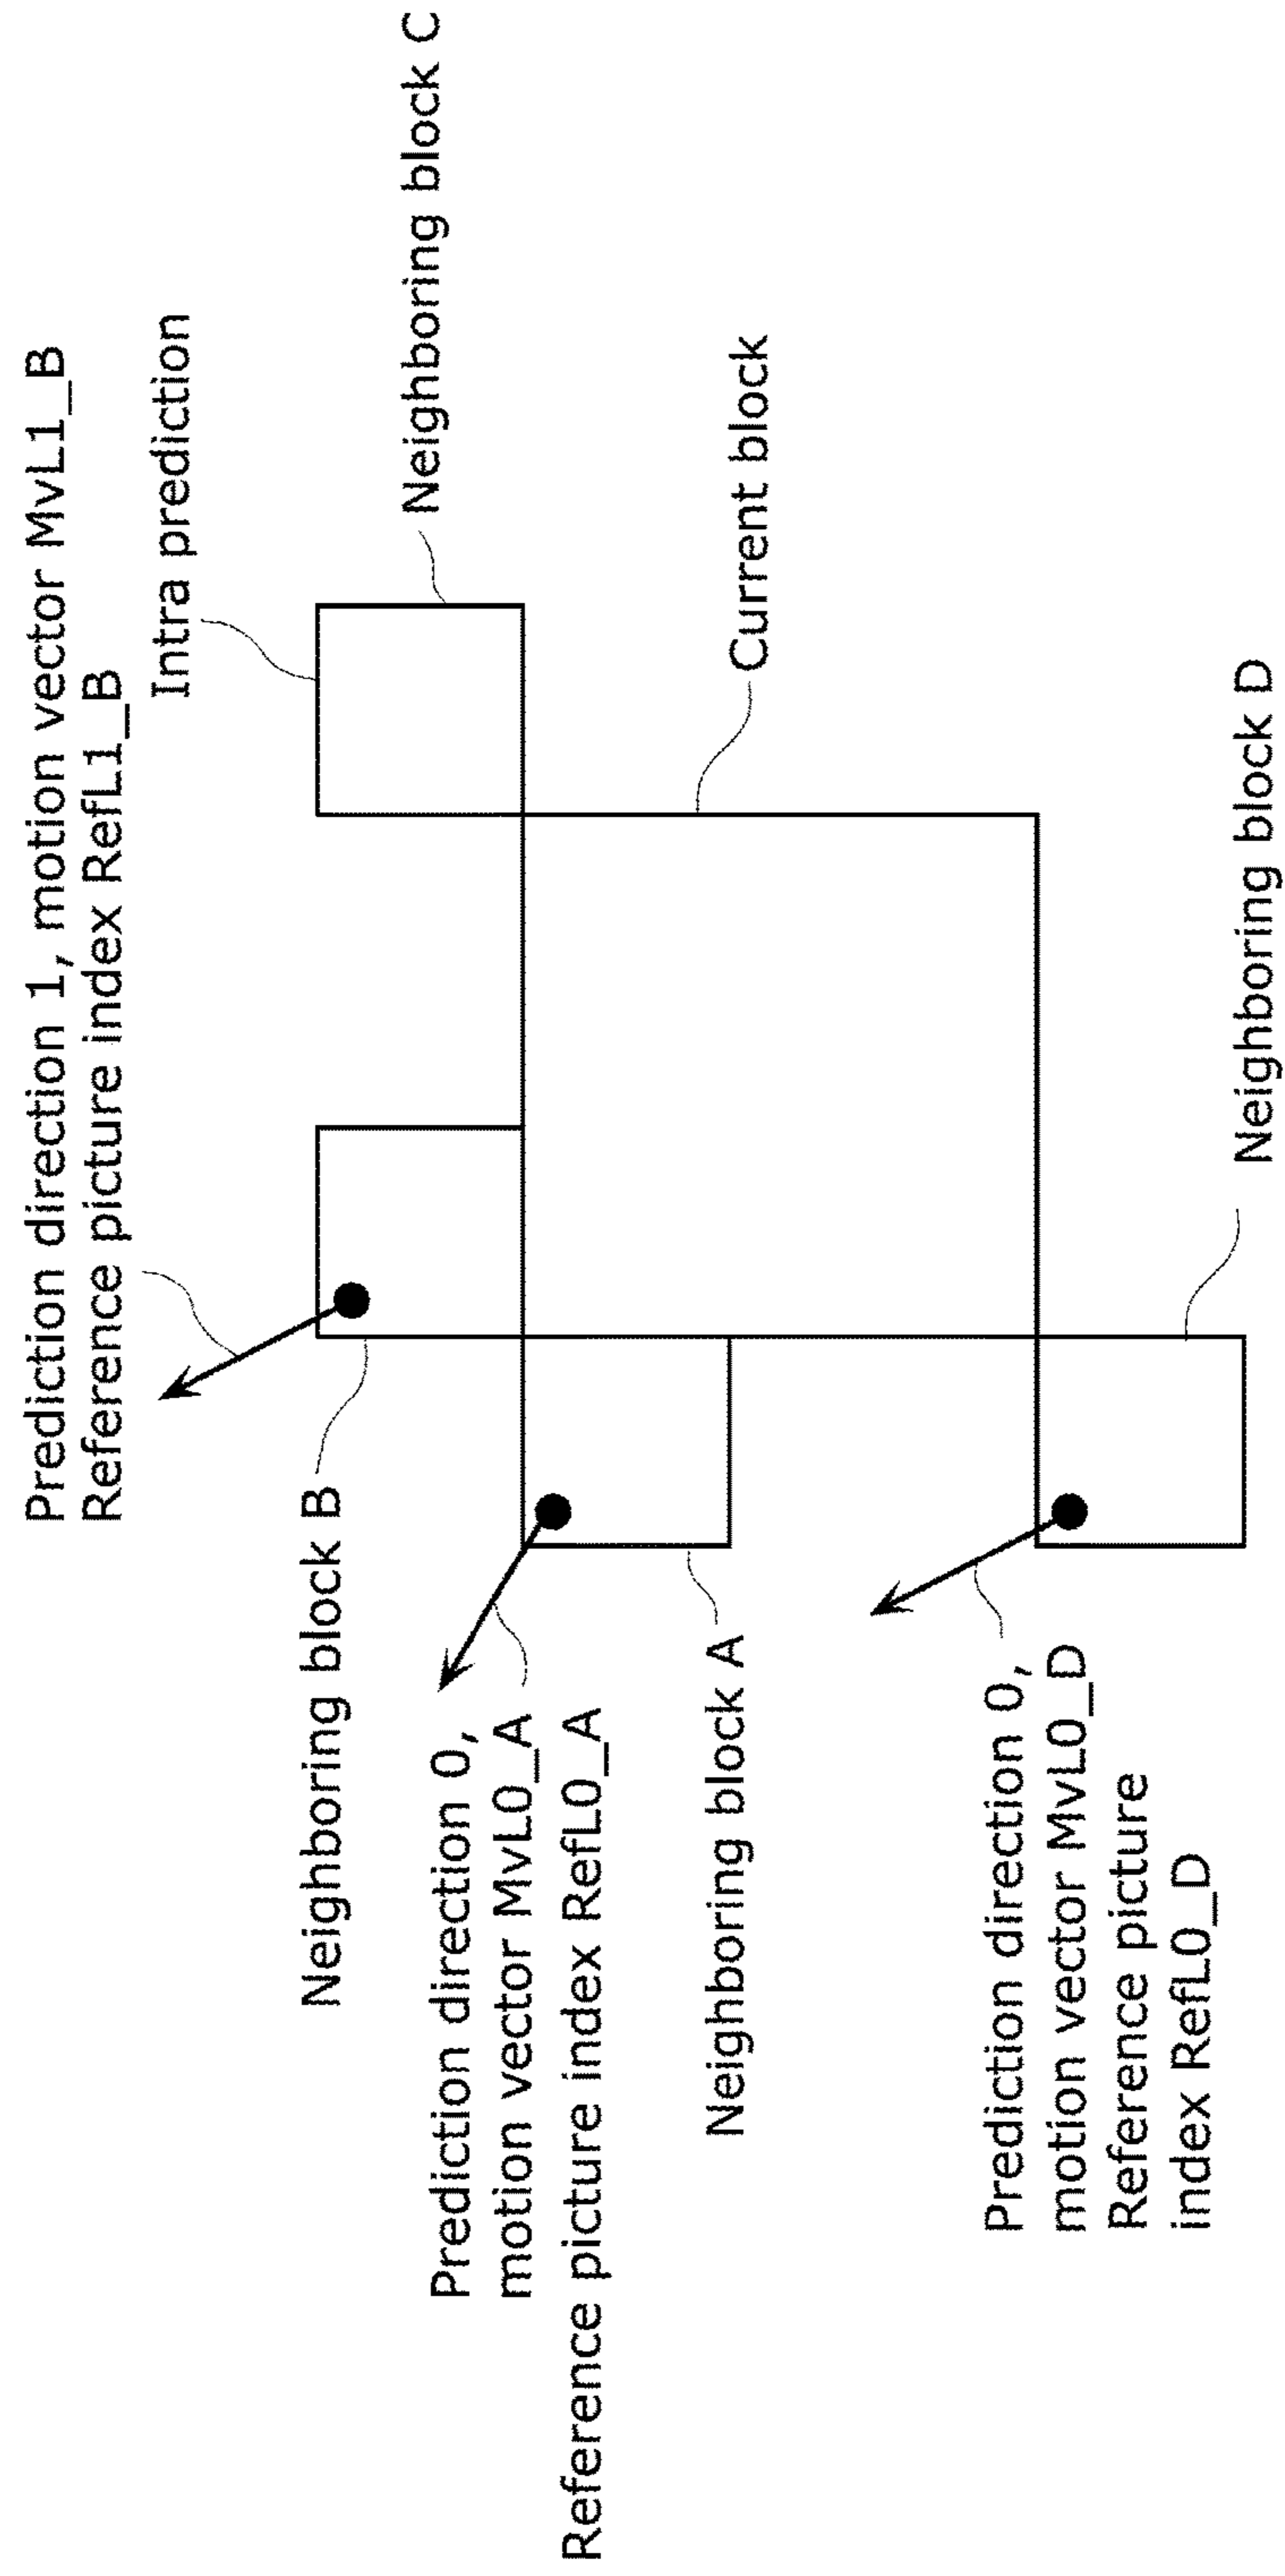 Prediction direction 1, motion vector MvL1_B
Reference picture index RefL1_B
Intra prediction
Neighboring block B
Neighboring block C
Prediction direction 0,
motion vector MvL0_A
Reference picture index RefL0_A
Neighboring block A
Current block
Prediction direction 0,
motion vector MvL0_D
Reference picture
index RefL0_D
Neighboring block D